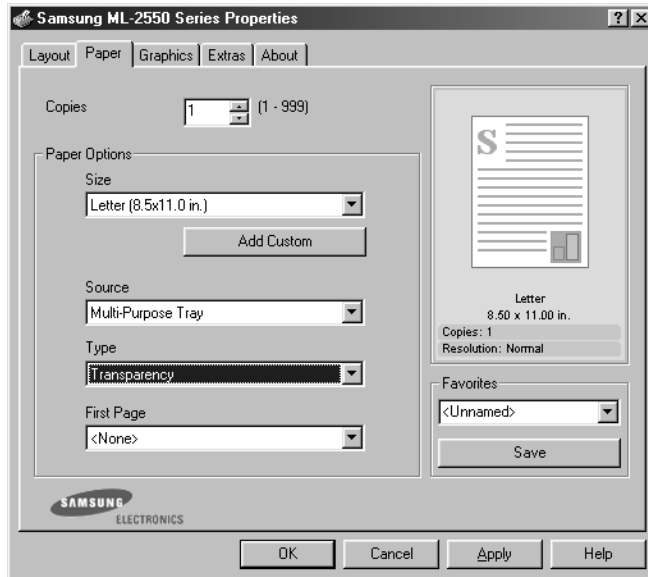 Samsung ML-2550 Series Properties
Layout Paper Graphics Extras About
Copies 1 (1 - 999)
Paper Options
Size
Letter (8.5x11.0 in.)
Add Custom
Source
Multi-Purpose Tray
Type
Transparency
First Page
<None>
S
Letter
8.50 x 11.00 in.
Copies: 1
Resolution: Normal
Favorites
<Unnamed>
Save
SAMSUNG
ELECTRONICS
OK Cancel Apply Help